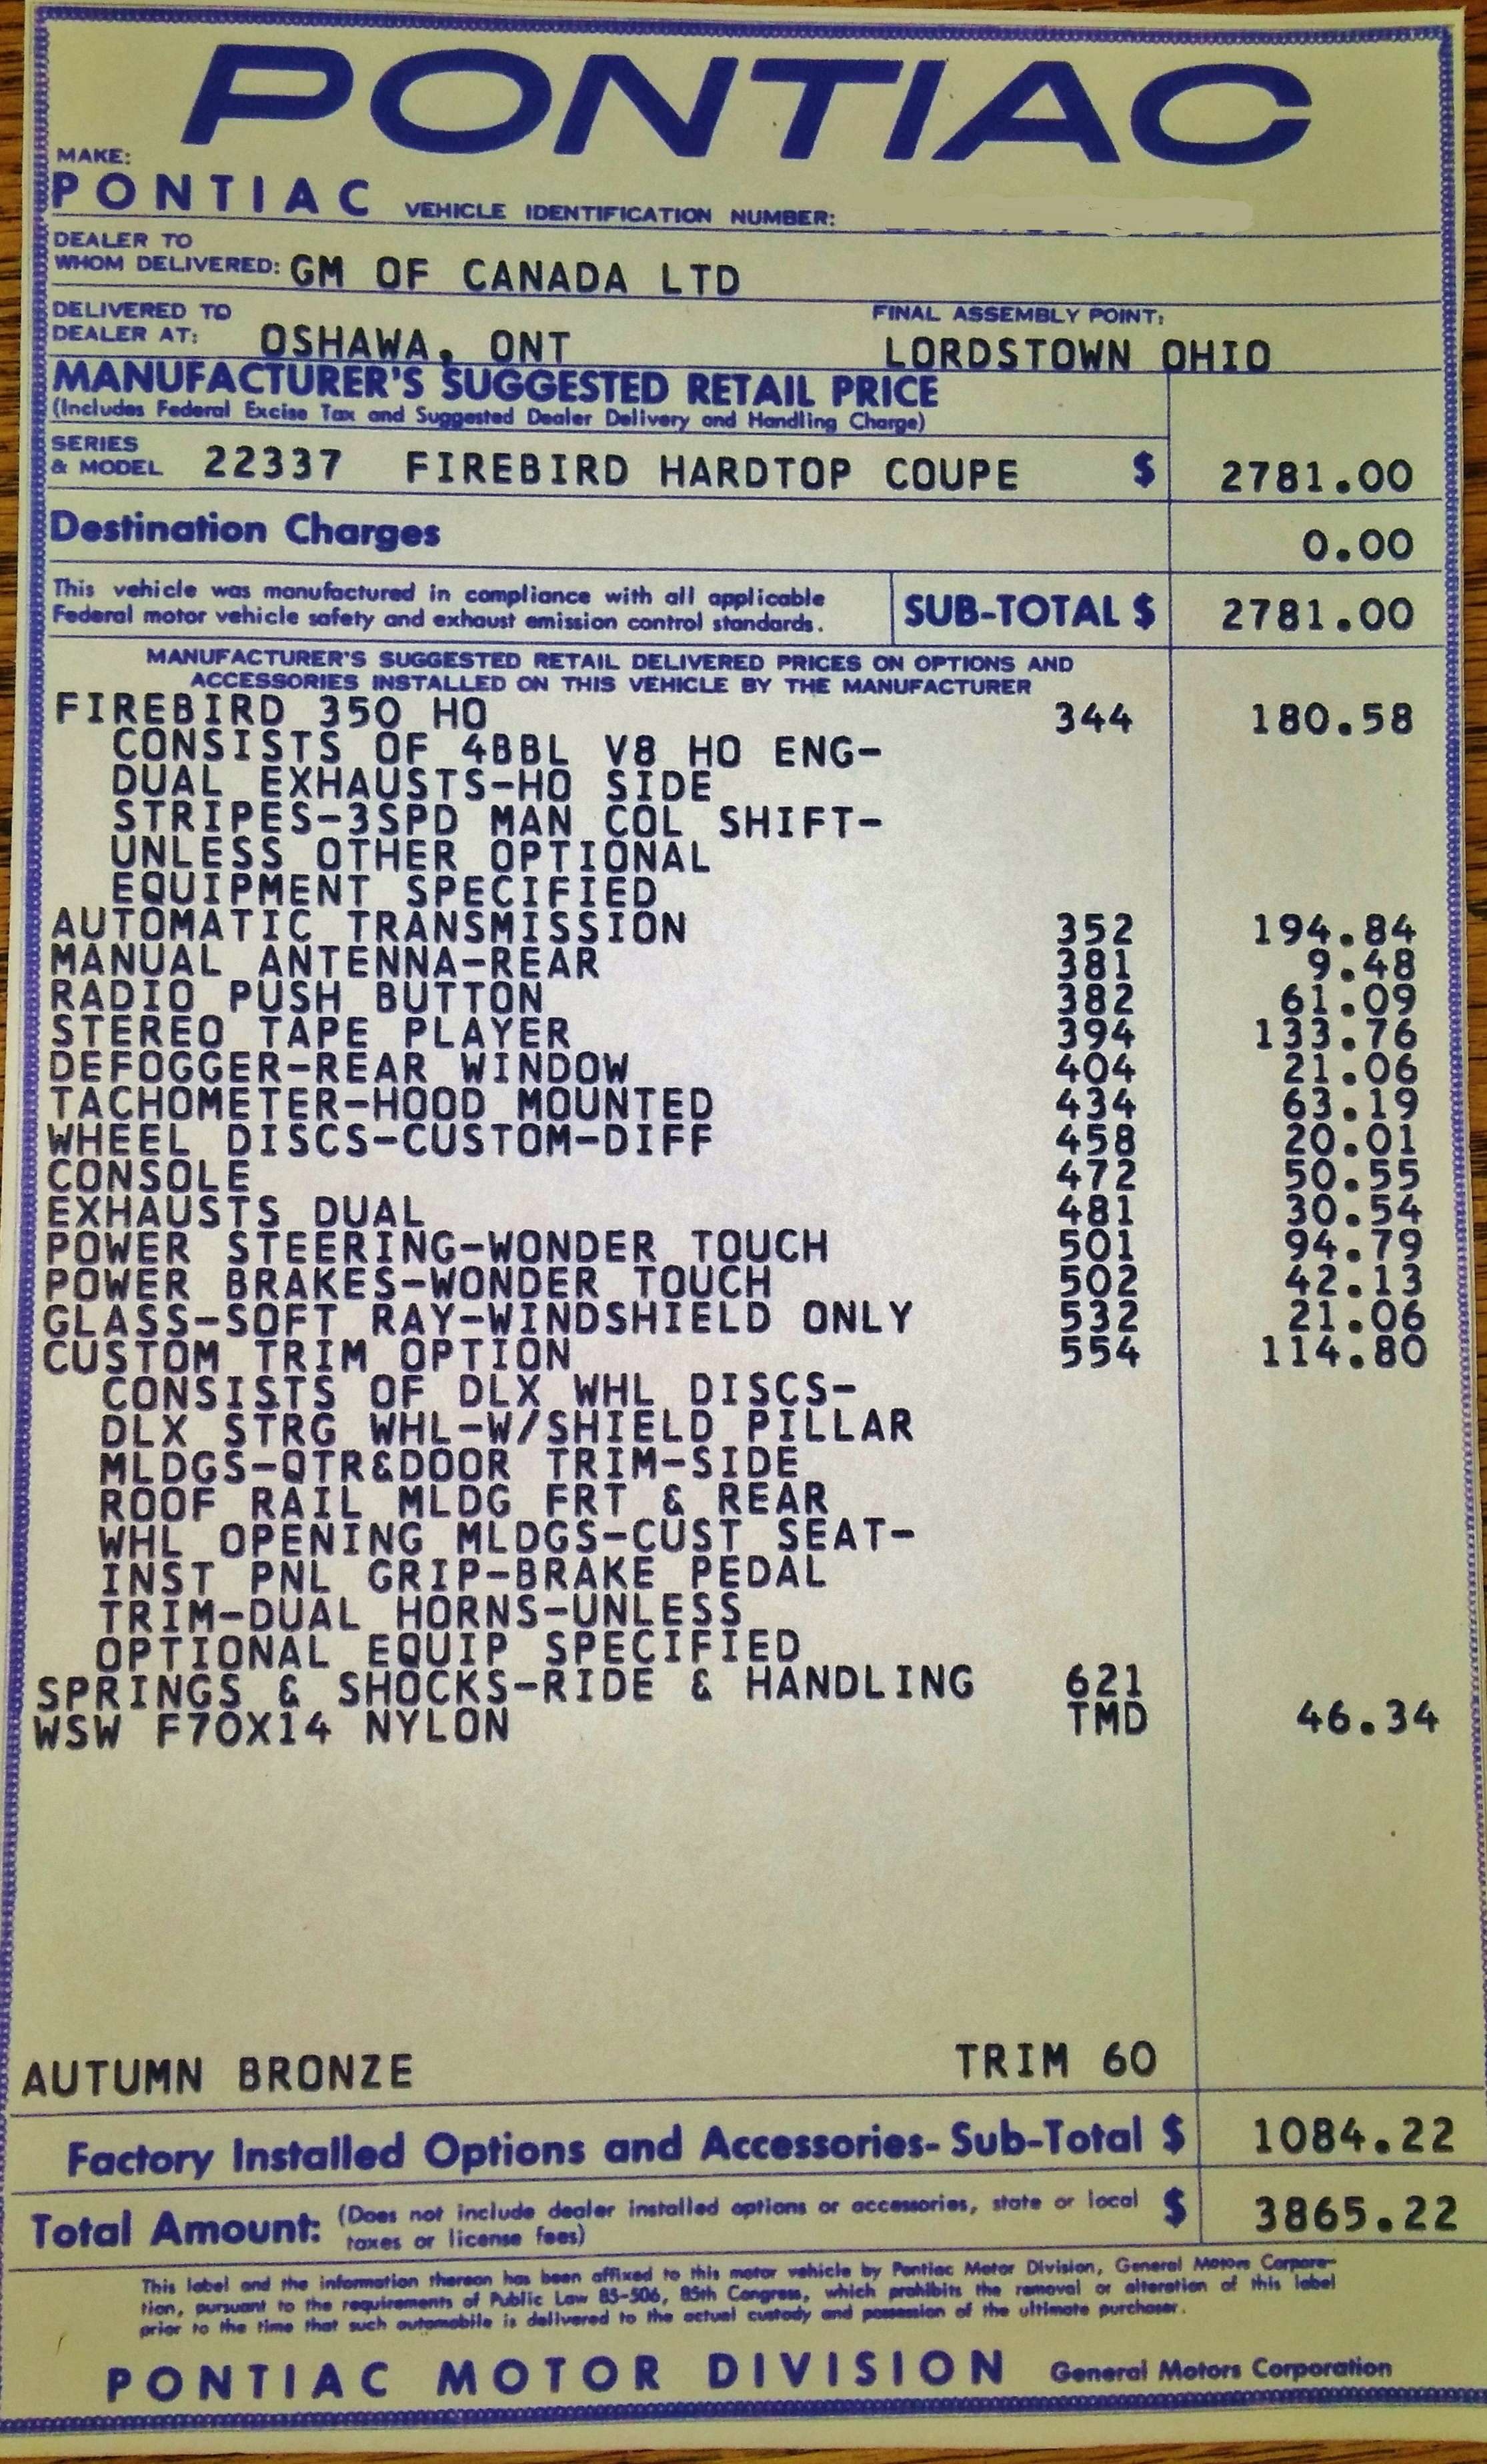 PONTIAC
MAKE:
PONTIAC VEHICLE IDENTIFICATION NUMBER:
DEALER TO
WHOM DELIVERED: GM OF CANADA LTD
DELIVERED TO
DEALER AT: OSHAWA, ONT
FINAL ASSEMBLY POINT:
LORDSTOWN OHIO
MANUFACTURER'S SUGGESTED RETAIL PRICE
(Includes Federal Excise Tax and Suggested Dealer Delivery and Handling Charge)
SERIES
& MODEL 22337 FIREBIRD HARDTOP COUPE $ 2781.00
Destination Charges 0.00
This vehicle was manufactured in compliance with all applicable
Federal motor vehicle safety and exhaust emission control standards.
SUB-TOTAL $ 2781.00
MANUFACTURER'S SUGGESTED RETAIL DELIVERED PRICES ON OPTIONS AND
ACCESSORIES INSTALLED ON THIS VEHICLE BY THE MANUFACTURER
FIREBIRD 350 HO 344 180.58
CONSISTS OF 4BBL V8 HO ENG-
DUAL EXHAUSTS-HO SIDE
STRIPES-3SPD MAN COL SHIFT-
UNLESS OTHER OPTIONAL
EQUIPMENT SPECIFIED
AUTOMATIC TRANSMISSION 352 194.84
MANUAL ANTENNA-REAR 381 9.48
RADIO PUSH BUTTON 382 61.09
STEREO TAPE PLAYER 394 133.76
DEFOGGER-REAR WINDOW 404 21.06
TACHOMETER-HOOD MOUNTED 434 63.19
WHEEL DISCS-CUSTOM-DIFF 458 20.01
CONSOLE 472 50.55
EXHAUSTS DUAL 481 30.54
POWER STEERING-WONDER TOUCH 501 94.79
POWER BRAKES-WONDER TOUCH 502 42.13
GLASS-SOFT RAY-WINDSHIELD ONLY 532 21.06
CUSTOM TRIM OPTION 554 114.80
CONSISTS OF DLX WHL DISCS-
DLX STRG WHL-W/SHIELD PILLAR
MLDGS-QTR&DOOR TRIM-SIDE
ROOF RAIL MLDG FRT & REAR
WHL OPENING MLDGS-CUST SEAT-
INST PNL GRIP-BRAKE PEDAL
TRIM-DUAL HORNS-UNLESS
OPTIONAL EQUIP SPECIFIED
SPRINGS & SHOCKS-RIDE & HANDLING 621
WSW F70X14 NYLON TMD 46.34
AUTUMN BRONZE TRIM 60
Factory Installed Options and Accessories- Sub-Total $ 1084.22
Total Amount: (Does not include dealer installed options or accessories, state or local
taxes or license fees) $ 3865.22
This label and the information thereon has been affixed to this motor vehicle by Pontiac Motor Division, General Motors Corpora-
tion, pursuant to the requirements of Public Law 85-506, 85th Congress, which prohibits the removal or alteration of this label
prior to the time that such automobile is delivered to the actual custody and possession of the ultimate purchaser.
PONTIAC MOTOR DIVISION General Motors Corporation